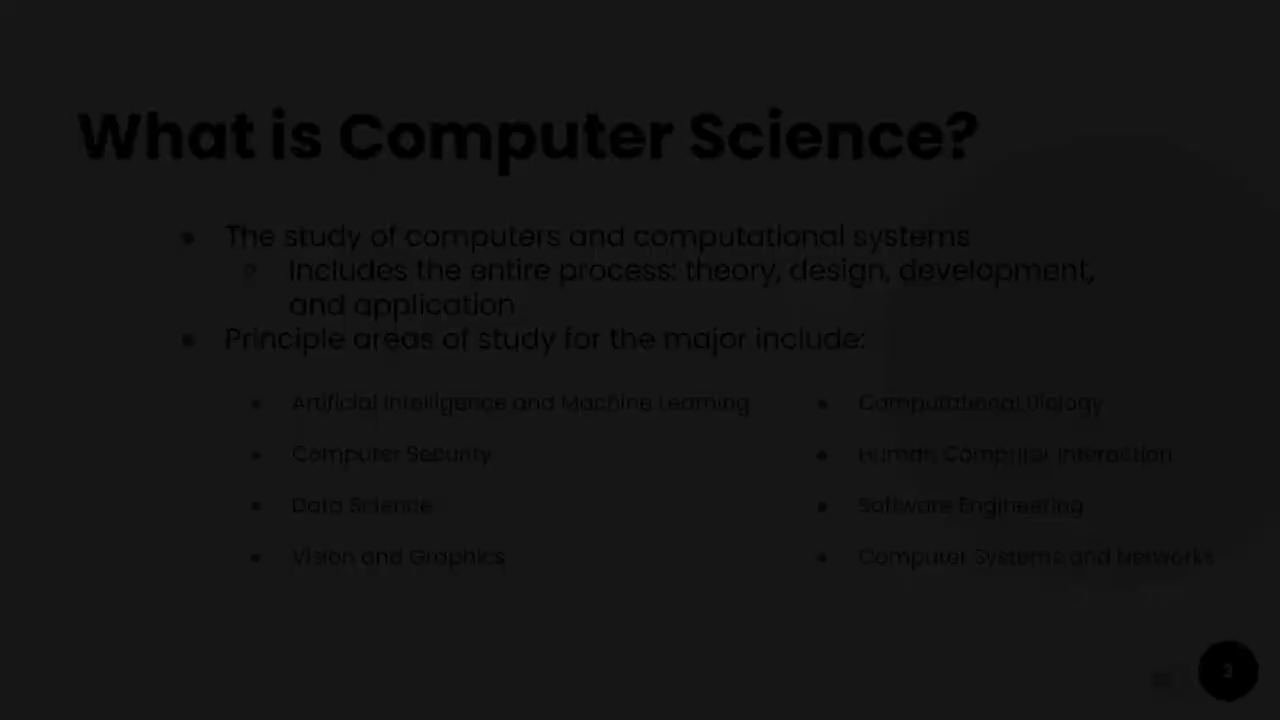 What is Computer Science?
● The study of computers and computational systems
○ Includes the entire process: theory, design, development,
and application
● Principle areas of study for the major include:
● Artificial Intelligence and Machine Learning
● Computer Security
● Data Science
● Vision and Graphics
● Computational Biology
● Human Computer Interaction
● Software Engineering
● Computer Systems and Networks
2